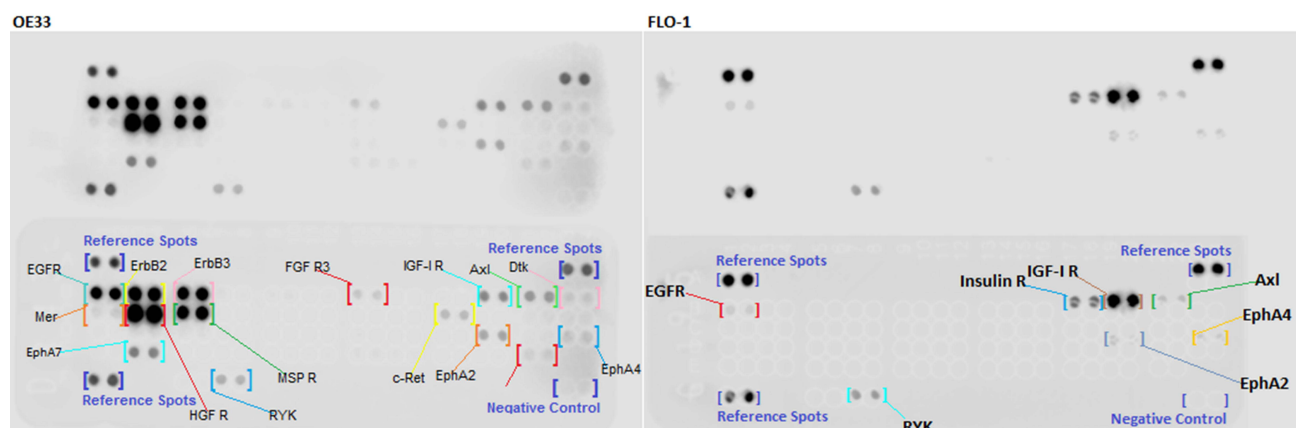 OE33
FLO-1
Reference Spots
Reference Spots
EGFR
ErbB2
ErbB3
FGF R3
IGF-I R
Axl
Dtk
Mer
EphA7
MSP R
c-Ret
EphA2
EphA4
Reference Spots
HGF R
RYK
Negative Control
Reference Spots
Reference Spots
Insulin R
IGF-I R
EGFR
Axl
EphA4
EphA2
Reference Spots
RYK
Negative Control